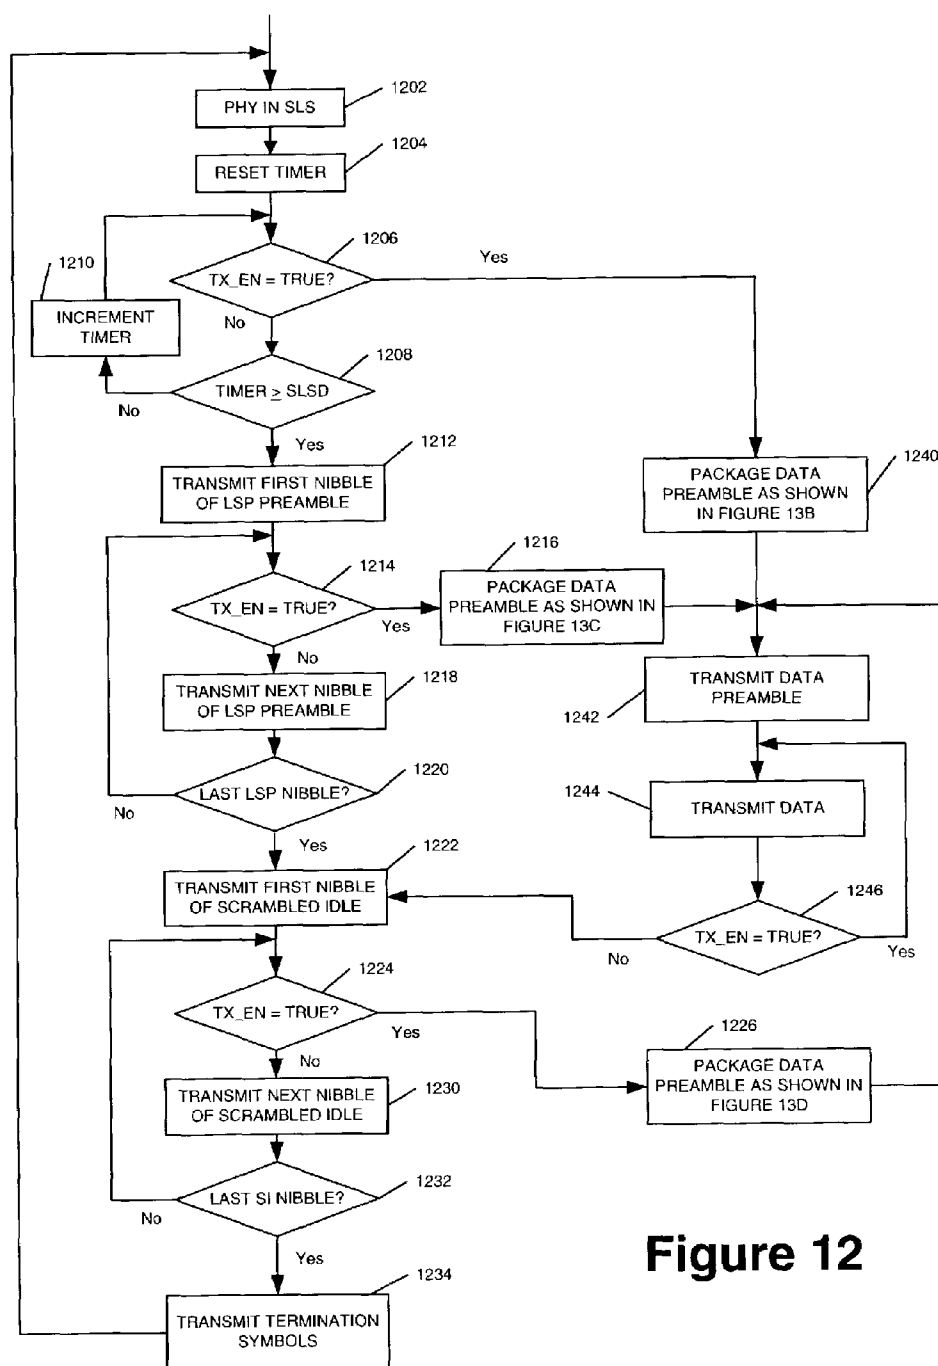 1202
PHY IN SLS
1204
RESET TIMER
1206
TX_EN = TRUE?
Yes
No
1210
INCREMENT
TIMER
1208
TIMER ≥ SLSD
No
Yes
1212
TRANSMIT FIRST NIBBLE
OF LSP PREAMBLE
1240
PACKAGE DATA
PREAMBLE AS SHOWN
IN FIGURE 13B
1214
TX_EN = TRUE?
Yes
No
1216
PACKAGE DATA
PREAMBLE AS SHOWN IN
FIGURE 13C
1218
TRANSMIT NEXT NIBBLE
OF LSP PREAMBLE
1242
TRANSMIT DATA
PREAMBLE
1220
LAST LSP NIBBLE?
No
Yes
1244
TRANSMIT DATA
1222
TRANSMIT FIRST NIBBLE
OF SCRAMBLED IDLE
1246
TX_EN = TRUE?
No
Yes
1224
TX_EN = TRUE?
Yes
No
1226
PACKAGE DATA
PREAMBLE AS SHOWN IN
FIGURE 13D
1230
TRANSMIT NEXT NIBBLE
OF SCRAMBLED IDLE
1232
LAST SI NIBBLE?
No
Yes
1234
TRANSMIT TERMINATION
SYMBOLS
Figure 12